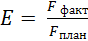 E = F факт / F план